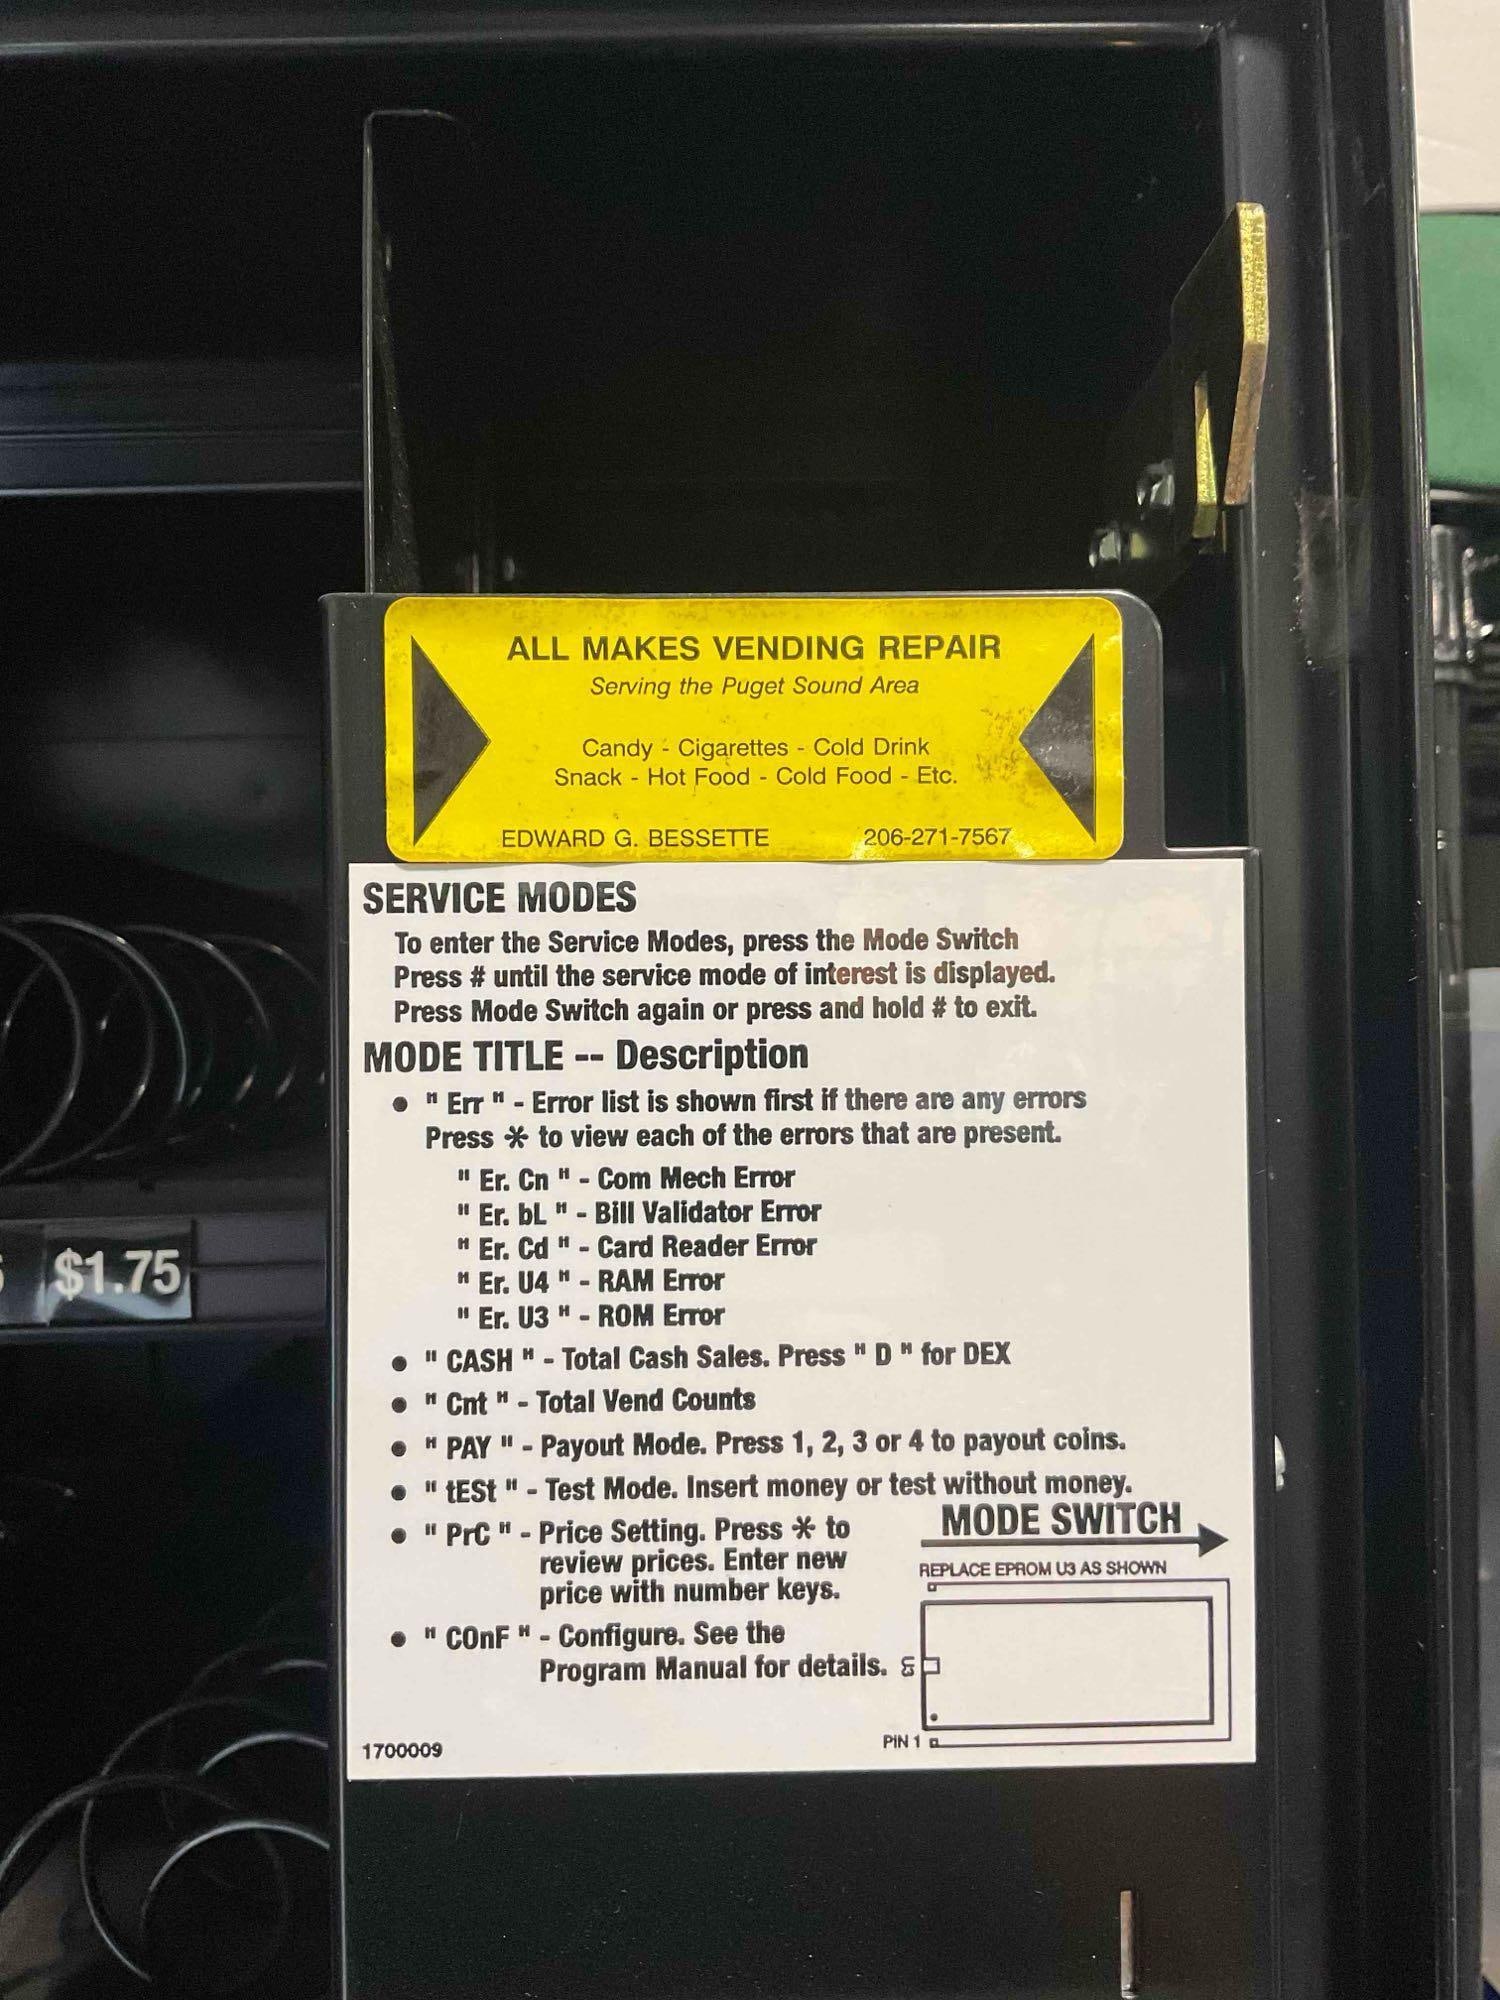 ALL MAKES VENDING REPAIR
Serving the Puget Sound Area
Candy - Cigarettes - Cold Drink
Snack - Hot Food - Cold Food - Etc.
EDWARD G. BESSETTE 206-271-7567
SERVICE MODES
To enter the Service Modes, press the Mode Switch
Press # until the service mode of interest is displayed.
Press Mode Switch again or press and hold # to exit.
MODE TITLE -- Description
• " Err " - Error list is shown first if there are any errors
Press * to view each of the errors that are present.
" Er. Cn " - Com Mech Error
" Er. bL " - Bill Validator Error
" Er. Cd " - Card Reader Error
" Er. U4 " - RAM Error
" Er. U3 " - ROM Error
• " CASH " - Total Cash Sales. Press " D " for DEX
• " Cnt " - Total Vend Counts
• " PAY " - Payout Mode. Press 1, 2, 3 or 4 to payout coins.
• " tESt " - Test Mode. Insert money or test without money.
• " PrC " - Price Setting. Press * to
review prices. Enter new
price with number keys.
• " COnF " - Configure. See the
Program Manual for details.
MODE SWITCH
REPLACE EPROM U3 AS SHOWN
U3
PIN 1
1700009
$1.75